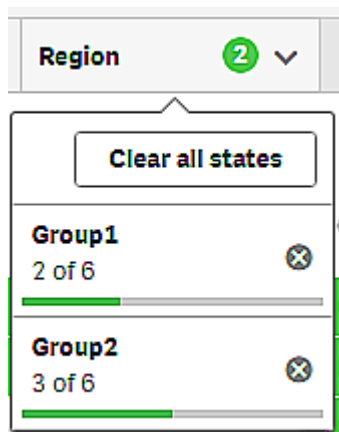 Region 2
Clear all states
Group1
2 of 6
Group2
3 of 6